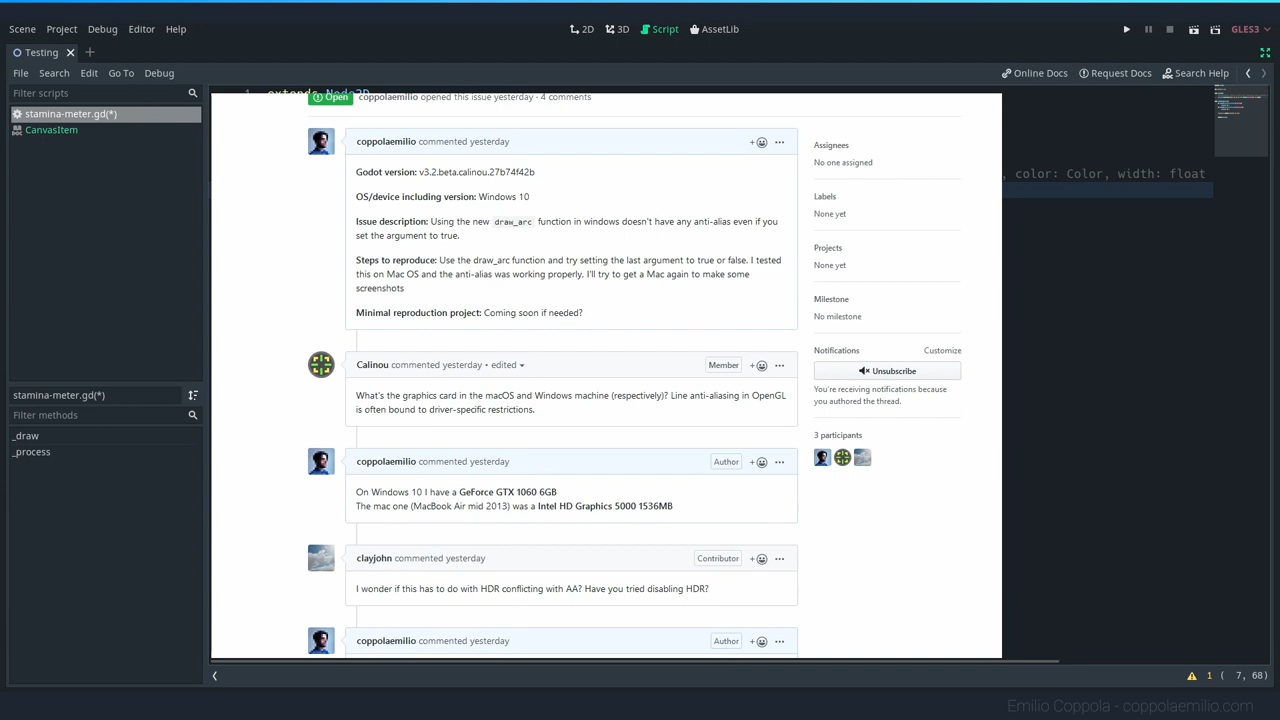 Scene Project Debug Editor Help 2D 3D Script AssetLib GLES3
Testing
File Search Edit Go To Debug Online Docs Request Docs Search Help
Filter scripts
stamina-meter.gd(*)
CanvasItem
stamina-meter.gd(*)
Filter methods
_draw
_process
1 extends Node2D
, color: Color, width: float
Open coppolaemilio opened this issue yesterday · 4 comments
coppolaemilio commented yesterday
Godot version: v3.2.beta.calinou.27b74f42b
OS/device including version: Windows 10
Issue description: Using the new draw_arc function in windows doesn't have any anti-alias even if you
set the argument to true.
Steps to reproduce: Use the draw_arc function and try setting the last argument to true or false. I tested
this on Mac OS and the anti-alias was working properly. I'll try to get a Mac again to make some
screenshots
Minimal reproduction project: Coming soon if needed?
Calinou commented yesterday • edited Member
What's the graphics card in the macOS and Windows machine (respectively)? Line anti-aliasing in OpenGL
is often bound to driver-specific restrictions.
coppolaemilio commented yesterday Author
On Windows 10 I have a GeForce GTX 1060 6GB
The mac one (MacBook Air mid 2013) was a Intel HD Graphics 5000 1536MB
clayjohn commented yesterday Contributor
I wonder if this has to do with HDR conflicting with AA? Have you tried disabling HDR?
coppolaemilio commented yesterday Author
Assignees
No one assigned
Labels
None yet
Projects
None yet
Milestone
No milestone
Notifications Customize
Unsubscribe
You're receiving notifications because
you authored the thread.
3 participants
1 ( 7, 68)
Emilio Coppola - coppolaemilio.com